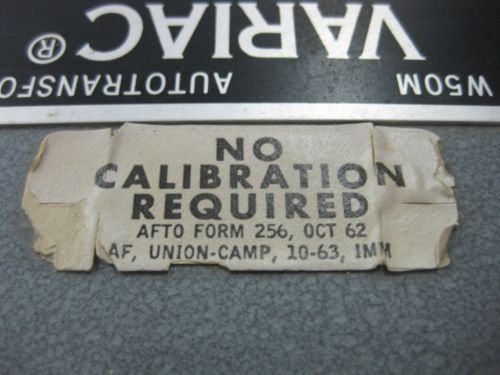 VARIAC®
AUTOTRANSFO
W50M
NO
CALIBRATION
REQUIRED
AFTO FORM 256, OCT 62
AF, UNION-CAMP, 10-63, 1MM